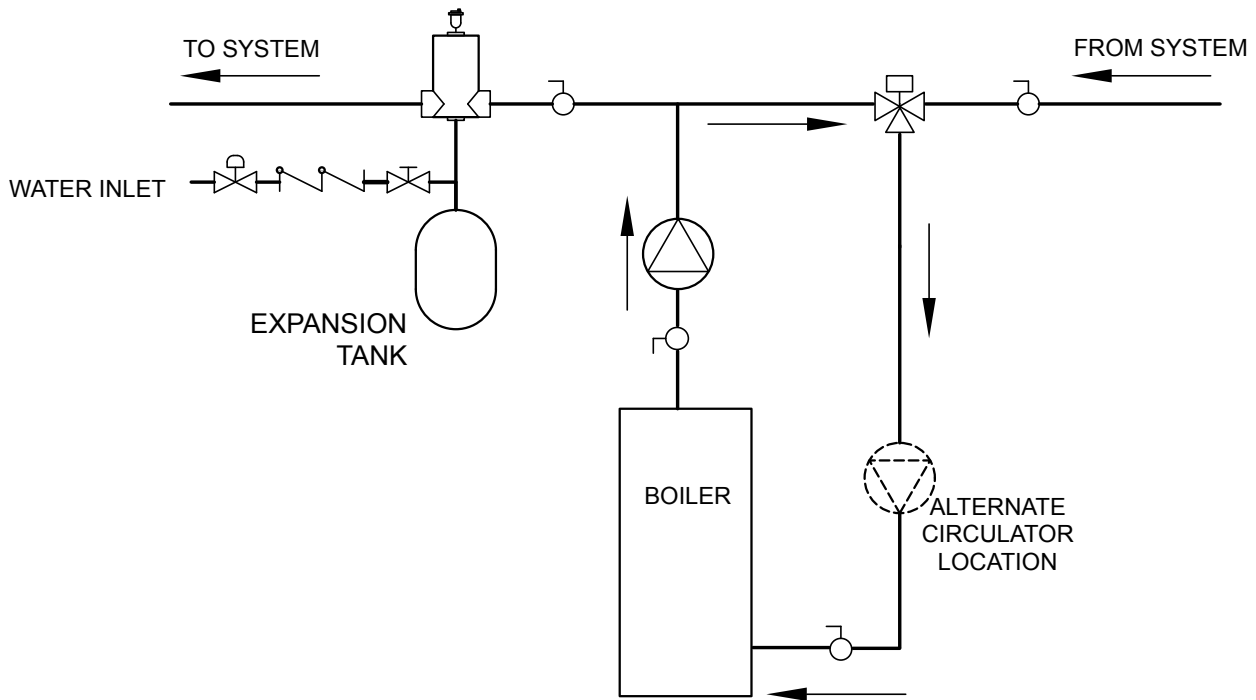 TO SYSTEM
FROM SYSTEM
WATER INLET
EXPANSION
TANK
BOILER
ALTERNATE
CIRCULATOR
LOCATION